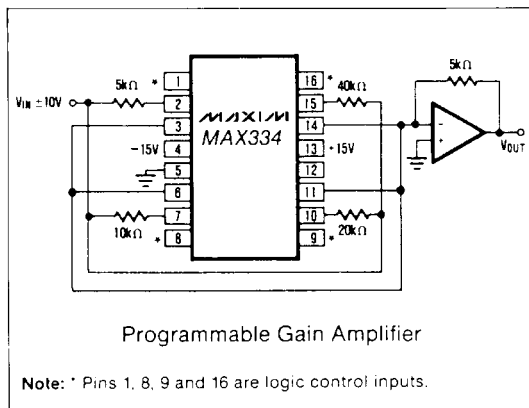 5kΩ * 1 16 * 40kΩ 5kΩ
VIN ±10V 2 15
3 MAXIM 14 -
-15V 4 MAX334 13 +15V + VOUT
5 12
6 11
7 10
10kΩ * 8 9 * 20kΩ
Programmable Gain Amplifier
Note: * Pins 1, 8, 9 and 16 are logic control inputs.